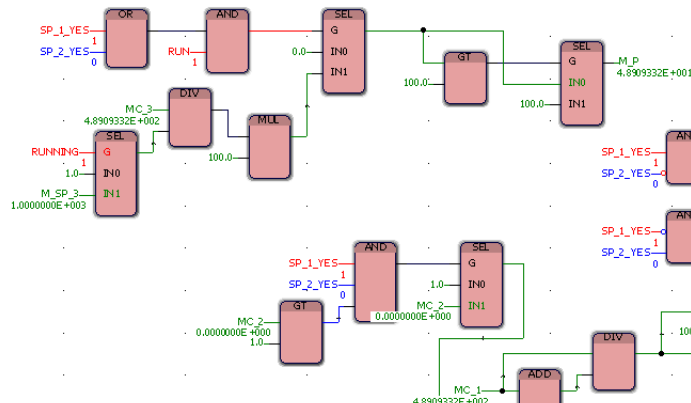 OR
SP_1_YES
1
SP_2_YES
0
AND
RUN
1
SEL
G
0.0
IN0
IN1
GT
100.0
SEL
G
M_P
4.8909332E+001
IN0
100.0
IN1
DIV
MC_3
4.8909332E+002
MUL
100.0
SEL
RUNNING
G
1
1.0
IN0
M_SP_3
IN1
1.0000000E+003
AN
SP_1_YES
1
SP_2_YES
0
AN
SP_1_YES
1
SP_2_YES
0
AND
SP_1_YES
1
SP_2_YES
0
GT
MC_2
0.0000000E+000
1.0
SEL
G
1.0
IN0
MC_2
IN1
0.0000000E+000
DIV
10
ADD
MC_1
4.8909332E+002